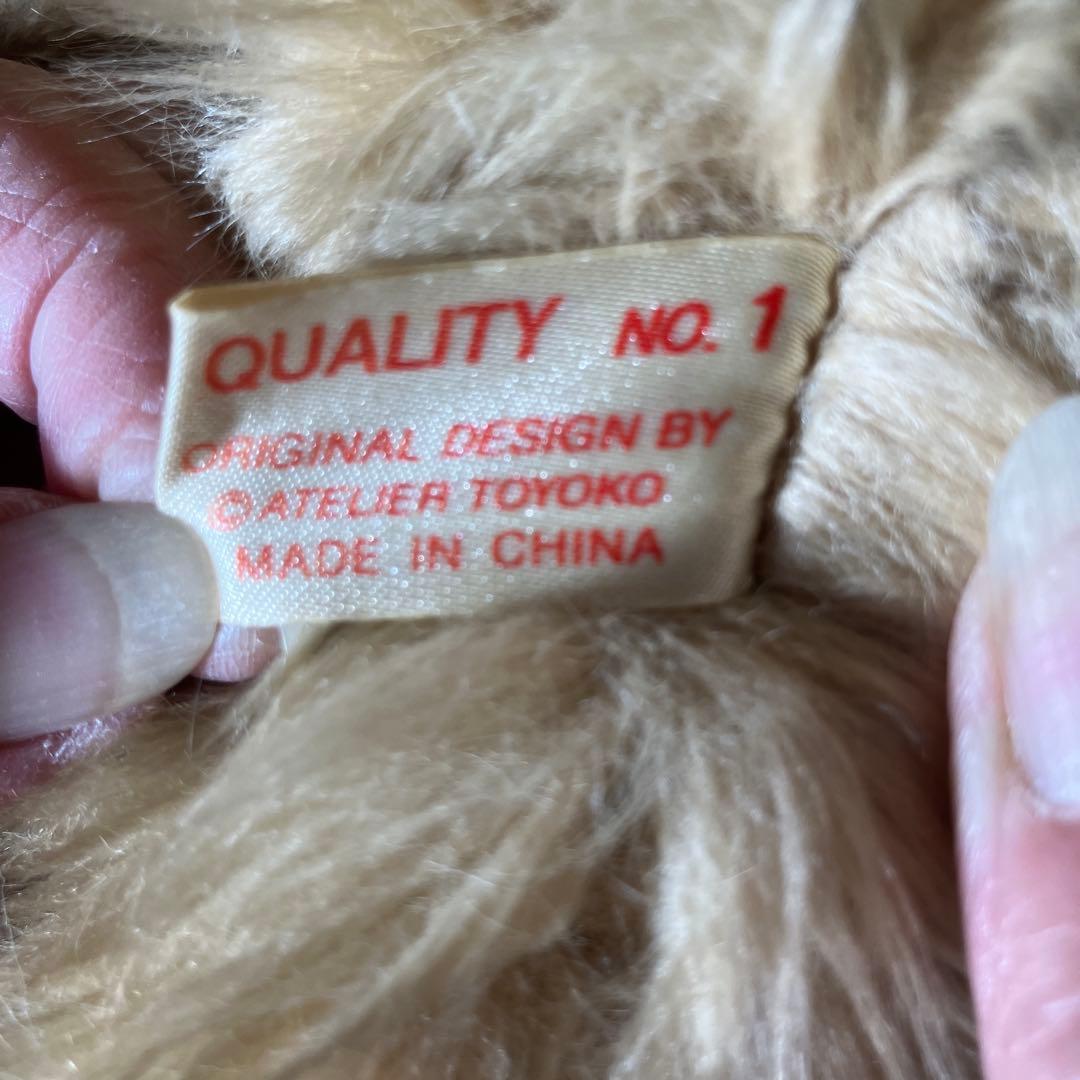 QUALITY NO. 1
ORIGINAL DESIGN BY
© ATELIER TOYOKO
MADE IN CHINA